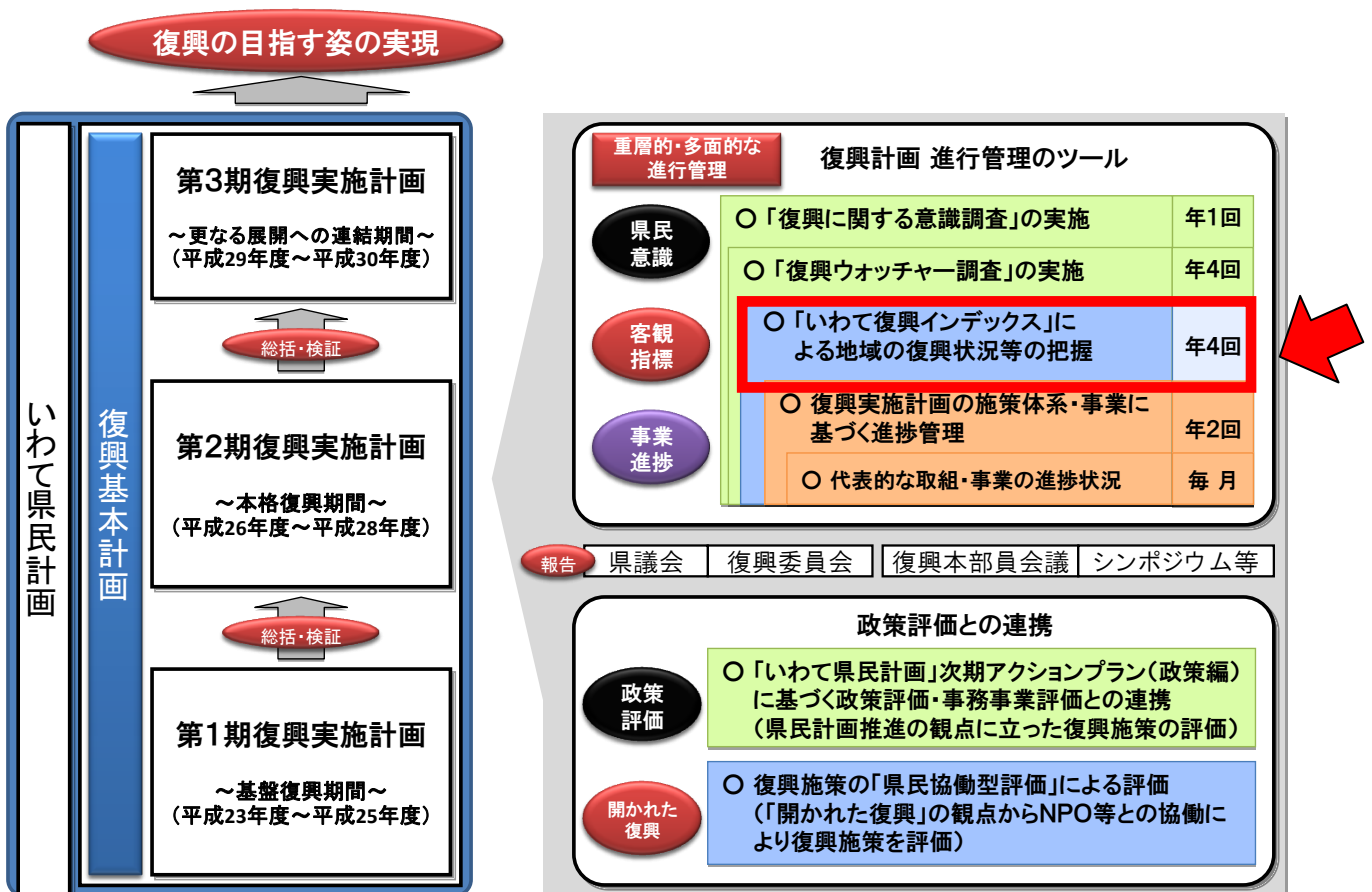 復興の目指す姿の実現
いわて県民計画
復興基本計画
第3期復興実施計画
～更なる展開への連結期間～
（平成29年度～平成30年度）
総括・検証
第2期復興実施計画
～本格復興期間～
（平成26年度～平成28年度）
総括・検証
第1期復興実施計画
～基盤復興期間～
（平成23年度～平成25年度）
重層的・多面的な
進行管理
復興計画 進行管理のツール
県民
意識
○「復興に関する意識調査」の実施 年1回
○「復興ウォッチャー調査」の実施 年4回
客観
指標
○「いわて復興インデックス」に
よる地域の復興状況等の把握 年4回
事業
進捗
○ 復興実施計画の施策体系・事業に
基づく進捗管理 年2回
○ 代表的な取組・事業の進捗状況 毎 月
報告 県議会 復興委員会 復興本部員会議 シンポジウム等
政策評価との連携
政策
評価
○「いわて県民計画」次期アクションプラン（政策編）
に基づく政策評価・事務事業評価との連携
（県民計画推進の観点に立った復興施策の評価）
開かれた
復興
○ 復興施策の「県民協働型評価」による評価
（「開かれた復興」の観点からNPO等との協働に
より復興施策を評価）